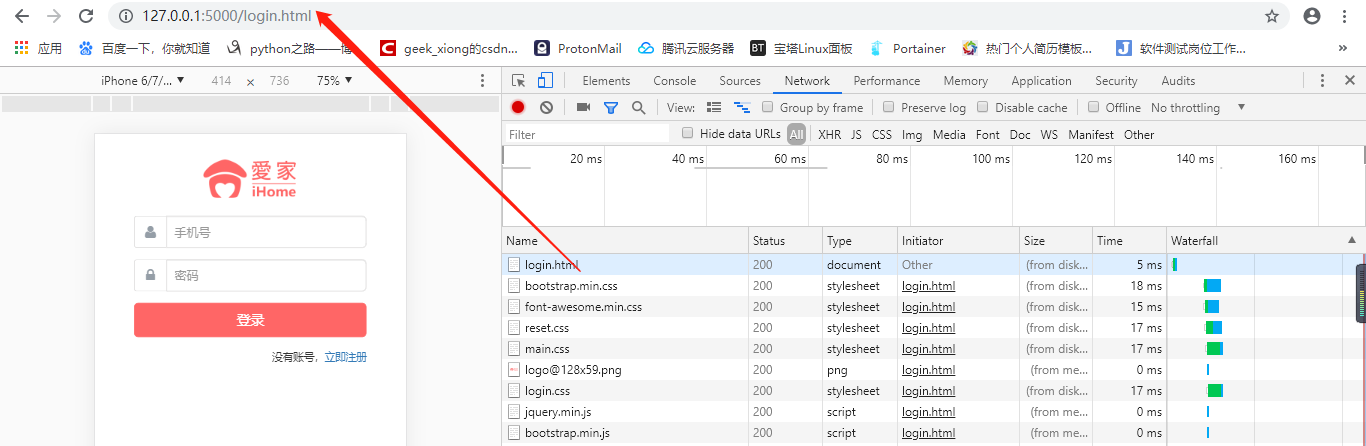 127.0.0.1:5000/login.html
应用 百度一下，你就知道 python之路——博... geek_xiong的csdn... ProtonMail 腾讯云服务器 BT 宝塔Linux面板 Portainer 热门个人简历模板... J 软件测试岗位工作... »
iPhone 6/7/... ▼ 414 × 736 75% ▼
Elements Console Sources Network Performance Memory Application Security Audits
View: Group by frame Preserve log Disable cache Offline No throttling ▼
Filter Hide data URLs All XHR JS CSS Img Media Font Doc WS Manifest Other
20 ms 40 ms 60 ms 80 ms 100 ms 120 ms 140 ms 160 ms
愛家
iHome
手机号
密码
登录
没有账号，立即注册
Name Status Type Initiator Size Time Waterfall
login.html 200 document Other (from disk... 5 ms
bootstrap.min.css 200 stylesheet login.html (from disk... 18 ms
font-awesome.min.css 200 stylesheet login.html (from disk... 15 ms
reset.css 200 stylesheet login.html (from disk... 17 ms
main.css 200 stylesheet login.html (from disk... 17 ms
logo@128x59.png 200 png login.html (from me... 0 ms
login.css 200 stylesheet login.html (from disk... 17 ms
jquery.min.js 200 script login.html (from me... 0 ms
bootstrap.min.js 200 script login.html (from me... 0 ms